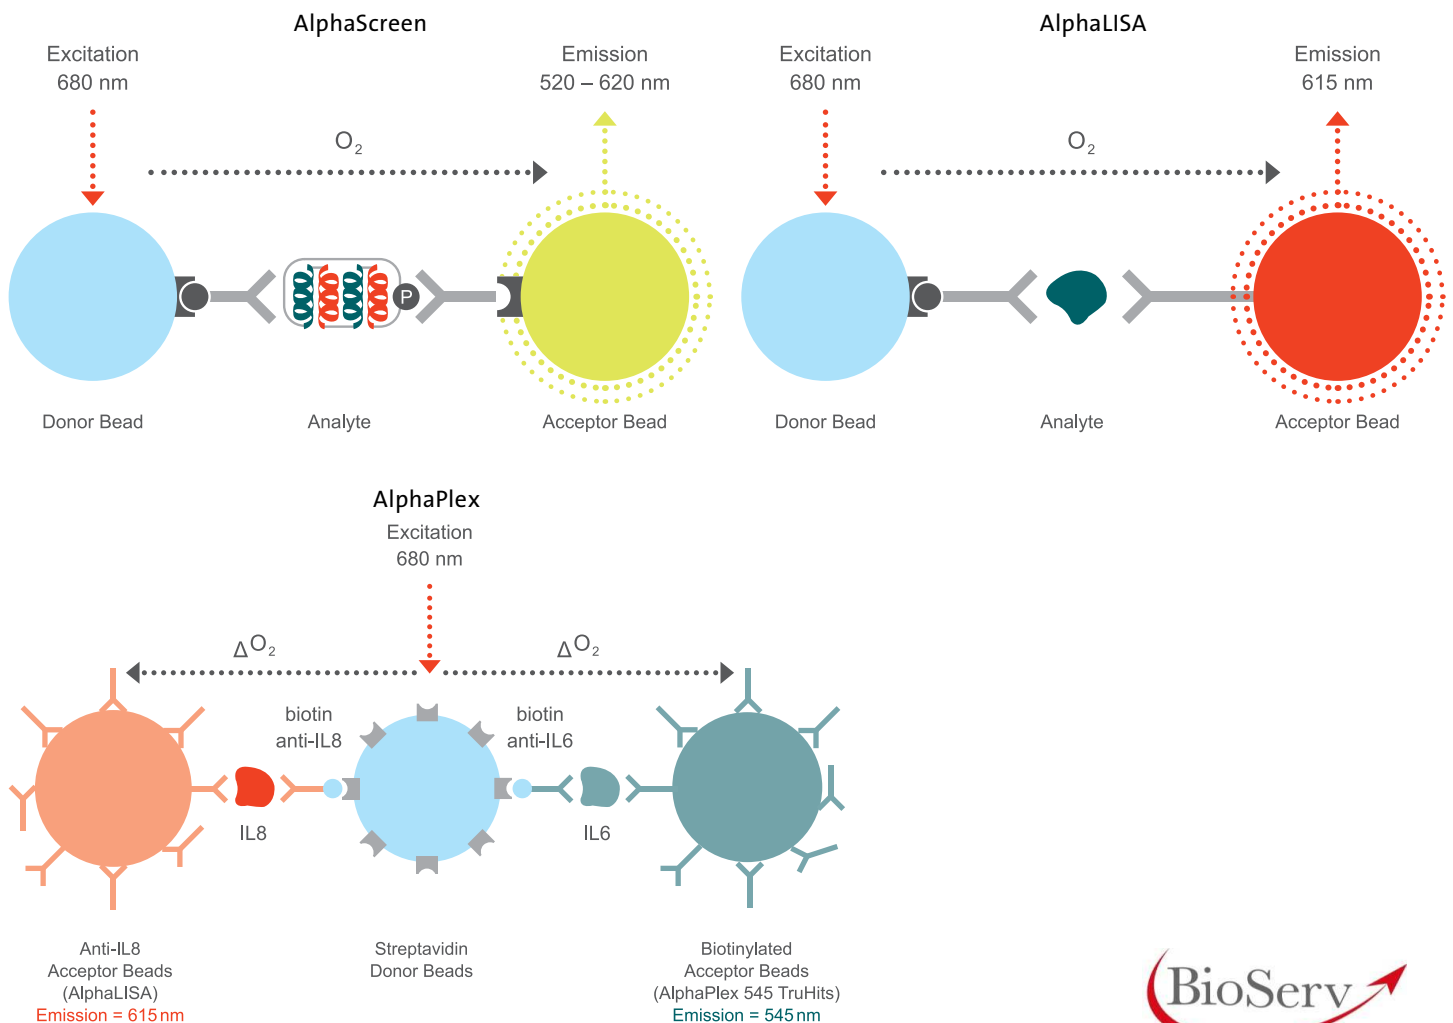 AlphaScreen
Excitation
680 nm
Emission
520 – 620 nm
O₂
P
Donor Bead
Analyte
Acceptor Bead
AlphaLISA
Excitation
680 nm
Emission
615 nm
O₂
Donor Bead
Analyte
Acceptor Bead
AlphaPlex
Excitation
680 nm
ΔO₂
ΔO₂
biotin
anti-IL8
biotin
anti-IL6
IL8
IL6
Anti-IL8
Acceptor Beads
(AlphaLISA)
Emission = 615 nm
Streptavidin
Donor Beads
Biotinylated
Acceptor Beads
(AlphaPlex 545 TruHits)
Emission = 545 nm
BioServ